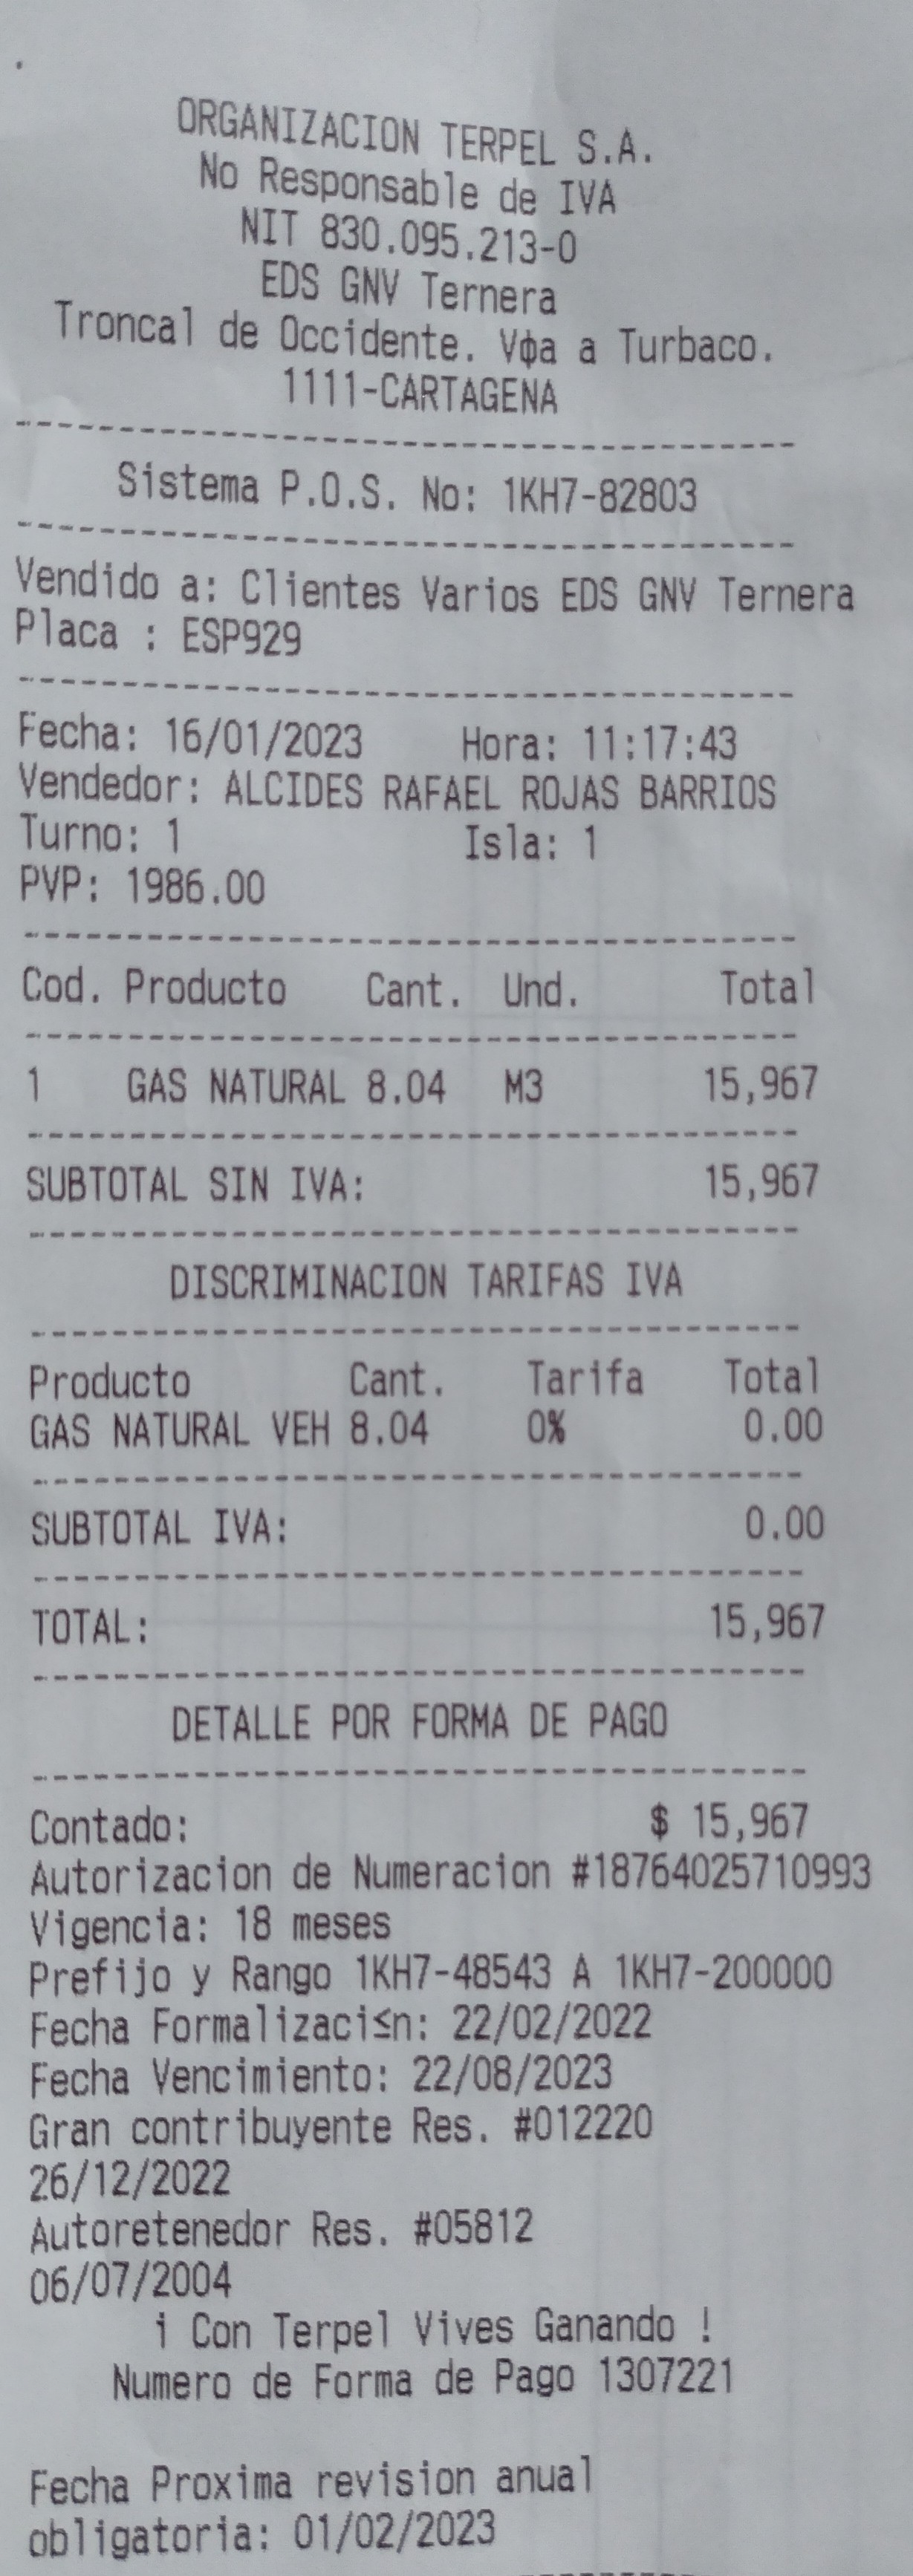 ORGANIZACION TERPEL S.A.
No Responsable de IVA
NIT 830.095.213-0
EDS GNV Ternera
Troncal de Occidente. Vφa a Turbaco.
1111-CARTAGENA
Sistema P.O.S. No: 1KH7-82803
Vendido a: Clientes Varios EDS GNV Ternera
Placa : ESP929
Fecha: 16/01/2023 Hora: 11:17:43
Vendedor: ALCIDES RAFAEL ROJAS BARRIOS
Turno: 1 Isla: 1
PVP: 1986.00
Cod. Producto Cant. Und. Total
1 GAS NATURAL 8.04 M3 15,967
SUBTOTAL SIN IVA: 15,967
DISCRIMINACION TARIFAS IVA
Producto Cant. Tarifa Total
GAS NATURAL VEH 8.04 0% 0.00
SUBTOTAL IVA: 0.00
TOTAL: 15,967
DETALLE POR FORMA DE PAGO
Contado: $ 15,967
Autorizacion de Numeracion #18764025710993
Vigencia: 18 meses
Prefijo y Rango 1KH7-48543 A 1KH7-200000
Fecha Formalizaci≤n: 22/02/2022
Fecha Vencimiento: 22/08/2023
Gran contribuyente Res. #012220
26/12/2022
Autoretenedor Res. #05812
06/07/2004
¡ Con Terpel Vives Ganando !
Numero de Forma de Pago 1307221
Fecha Proxima revision anual
obligatoria: 01/02/2023